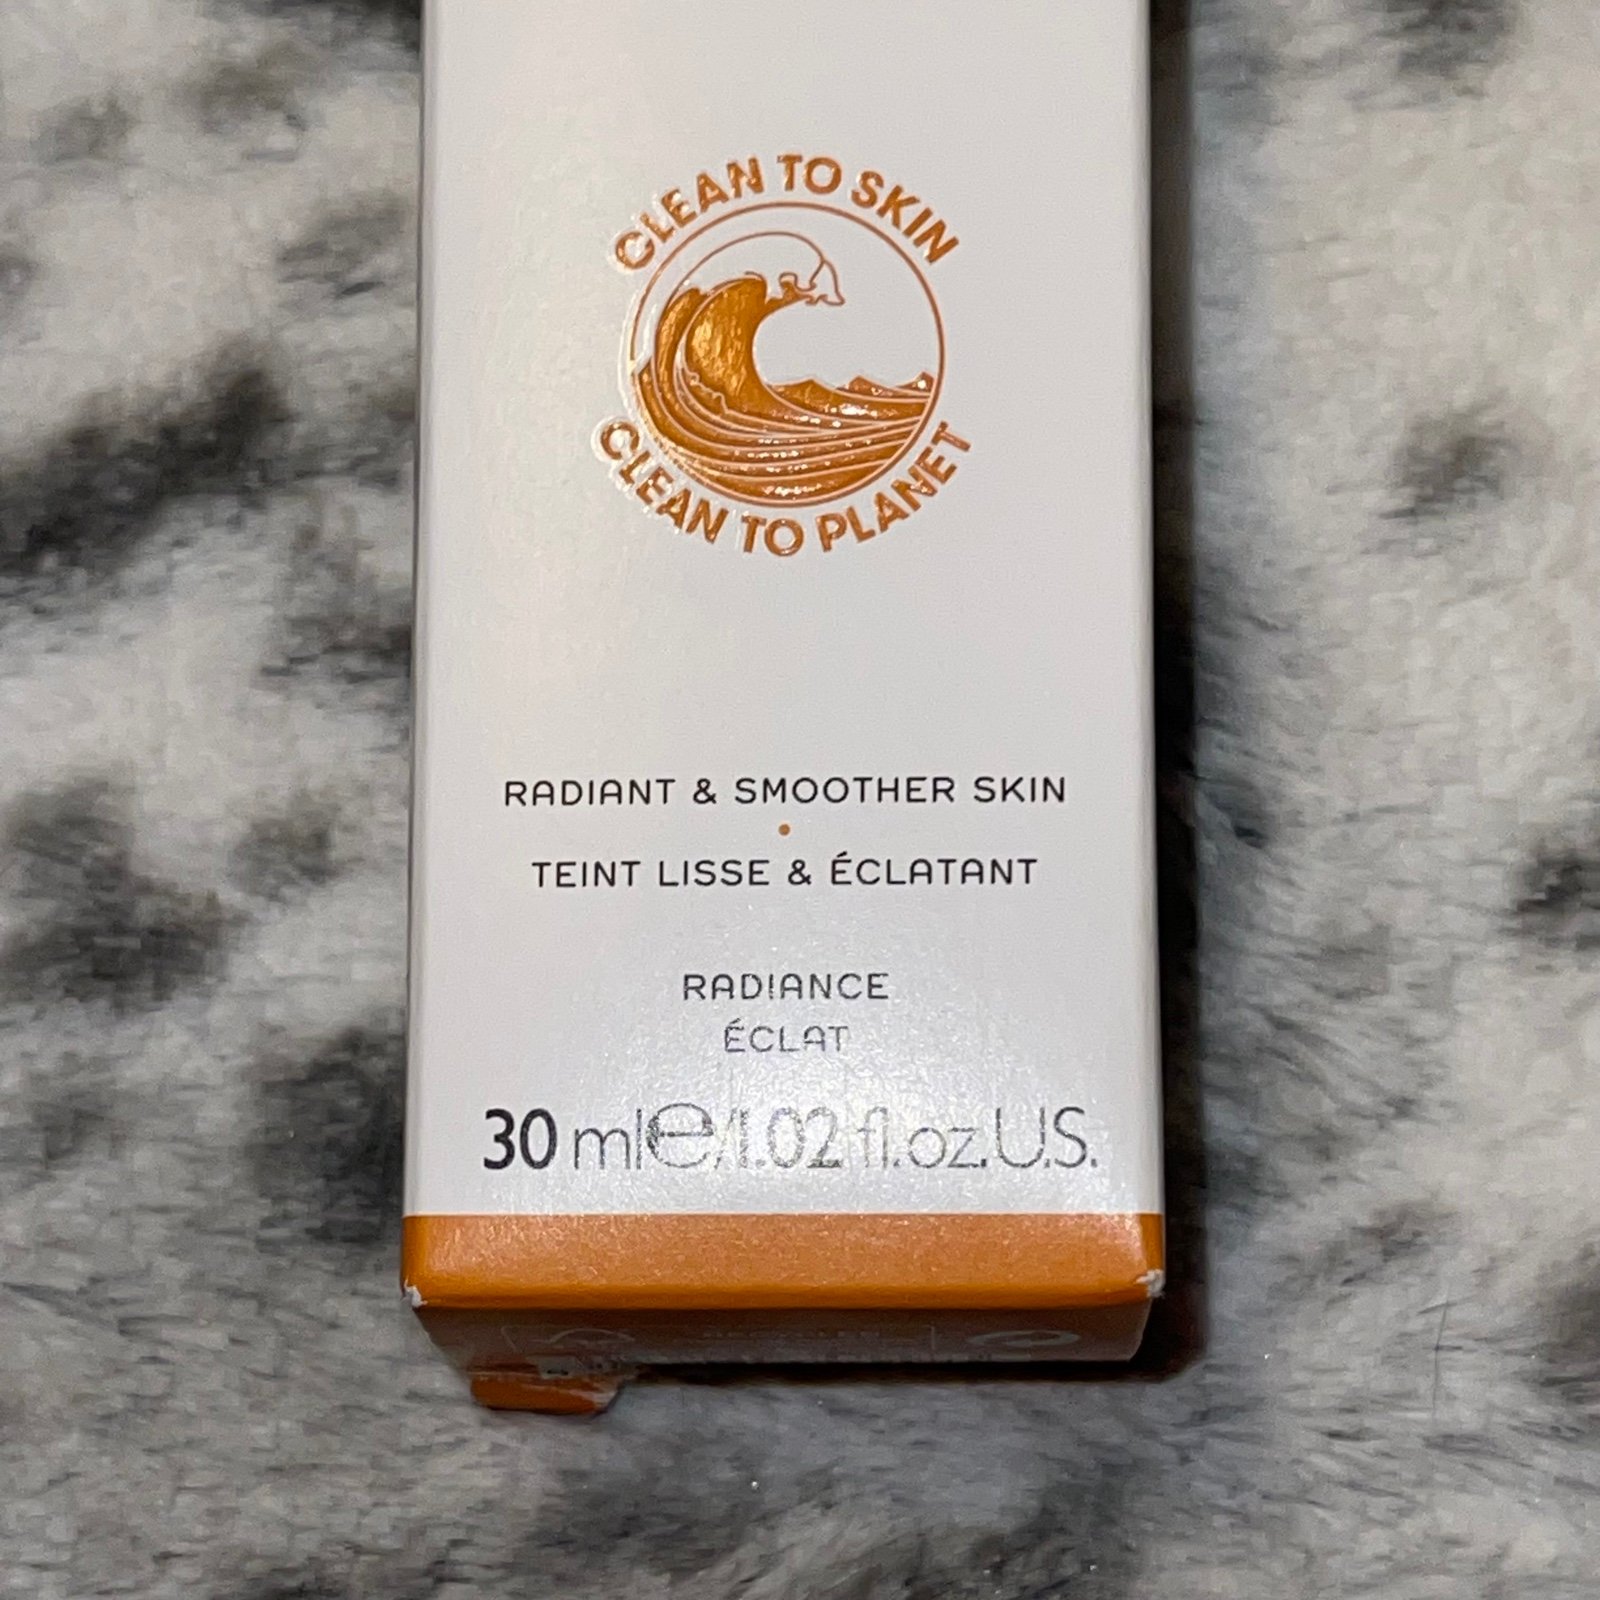 CLEAN TO SKIN
CLEAN TO PLANET
RADIANT & SMOOTHER SKIN
TEINT LISSE & ÉCLATANT
RADIANCE
ÉCLAT
30 ml℮/1.02 fl.oz.U.S.